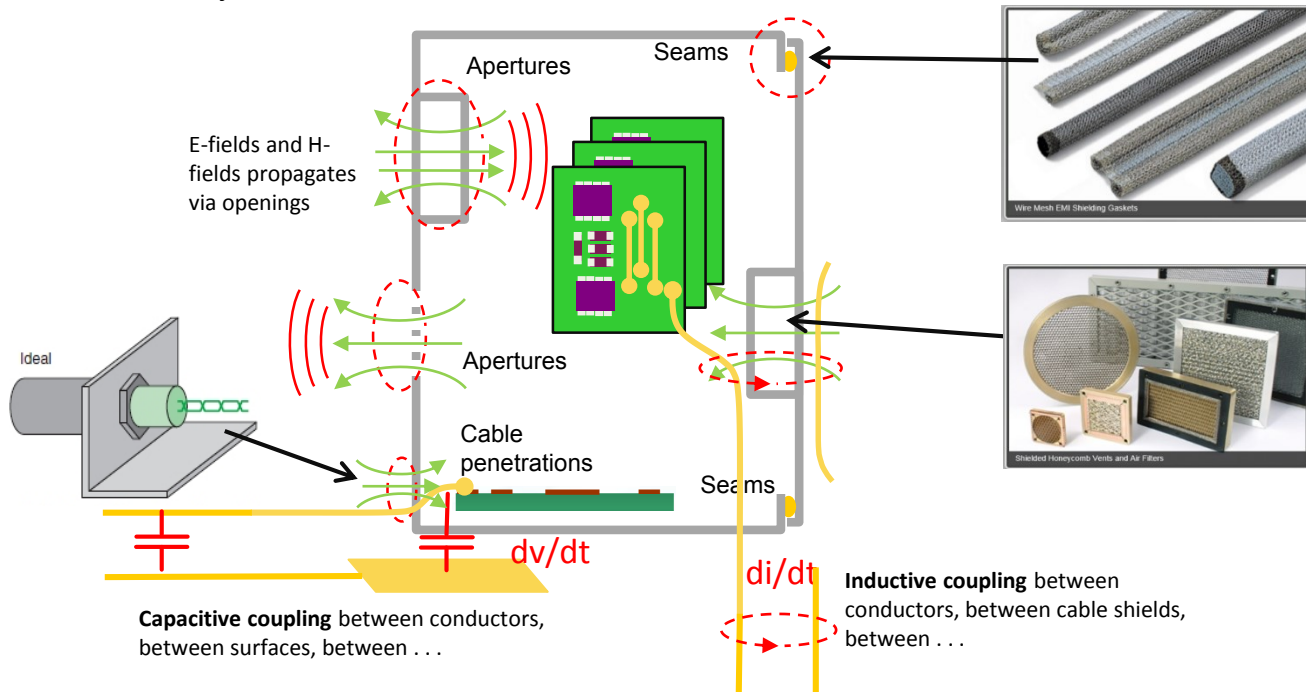 Seams
Apertures
E-fields and H-
fields propagates
via openings
Wire Mesh EMI Shielding Gaskets
Ideal
Apertures
Cable
penetrations
Seams
Shielded Honeycomb Vents and Air Filters
dv/dt
di/dt
Capacitive coupling between conductors,
between surfaces, between . . .
Inductive coupling between
conductors, between cable shields,
between . . .